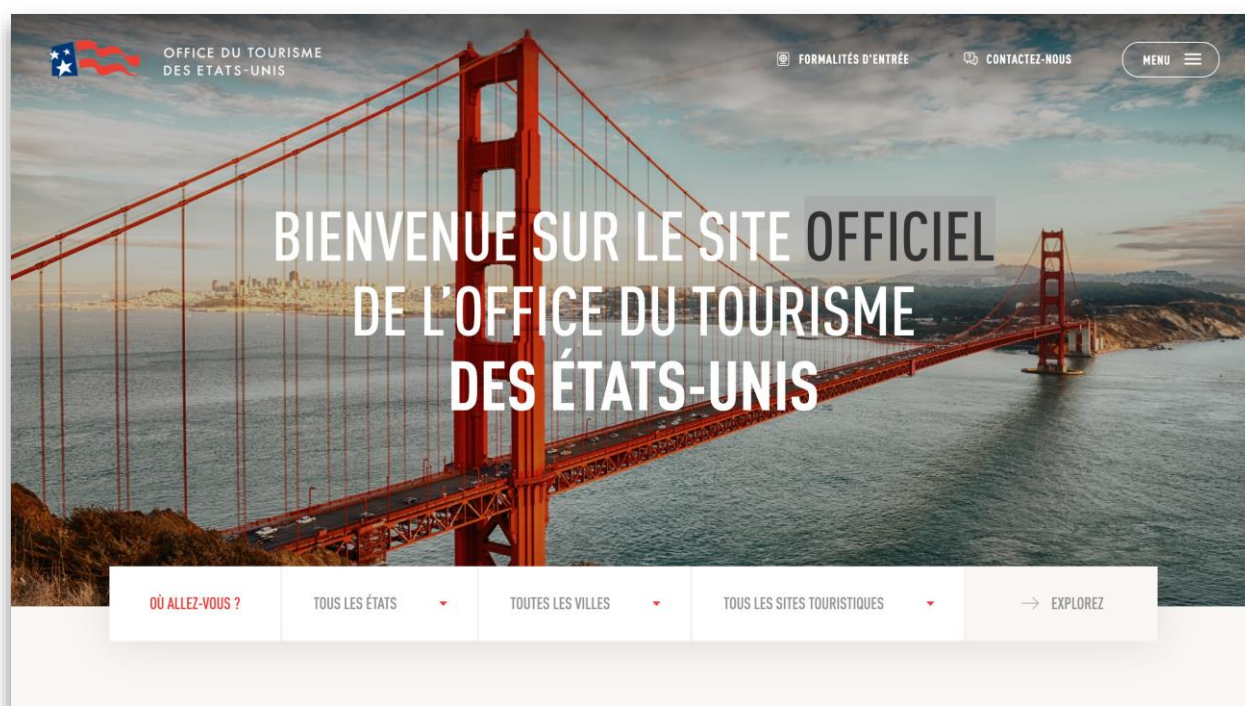 OFFICE DU TOURISME
DES ETATS-UNIS
FORMALITÉS D'ENTRÉE
CONTACTEZ-NOUS
MENU
BIENVENUE SUR LE SITE OFFICIEL
DE L'OFFICE DU TOURISME
DES ÉTATS-UNIS
OÙ ALLEZ-VOUS ?
TOUS LES ÉTATS
TOUTES LES VILLES
TOUS LES SITES TOURISTIQUES
→ EXPLOREZ